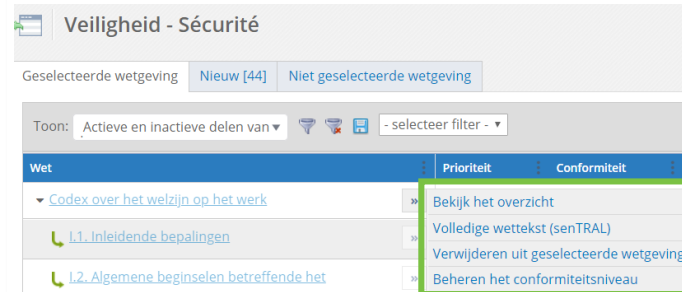 Veiligheid - Sécurité
Geselecteerde wetgeving Nieuw [44] Niet geselecteerde wetgeving
Toon: Actieve en inactieve delen van - selecteer filter -
Wet Prioriteit Conformiteit
Codex over het welzijn op het werk » Bekijk het overzicht
Volledige wettekst (senTRAL)
I.1. Inleidende bepalingen »
Verwijderen uit geselecteerde wetgeving
I.2. Algemene beginselen betreffende het » Beheren het conformiteitsniveau